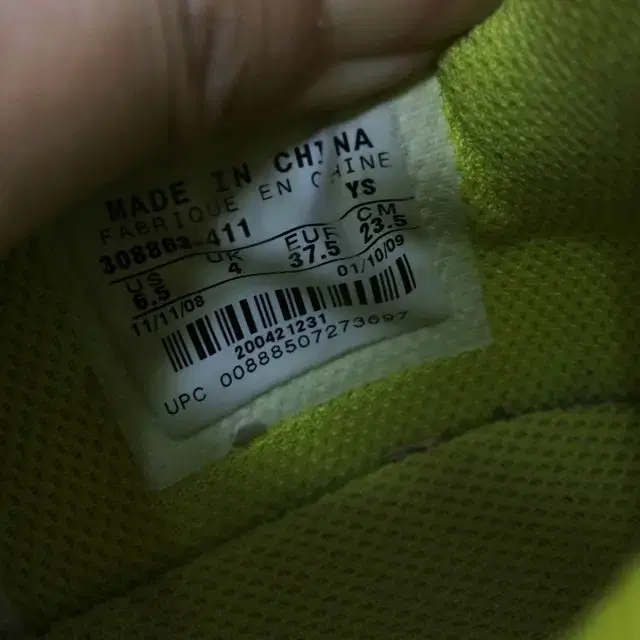 MADE IN CHINA
FABRIQUE EN CHINE
308863-411 YS
US UK EUR CM
6.5 4 37.5 23.5
11/11/08 01/10/09
200421231
UPC 00888507273697